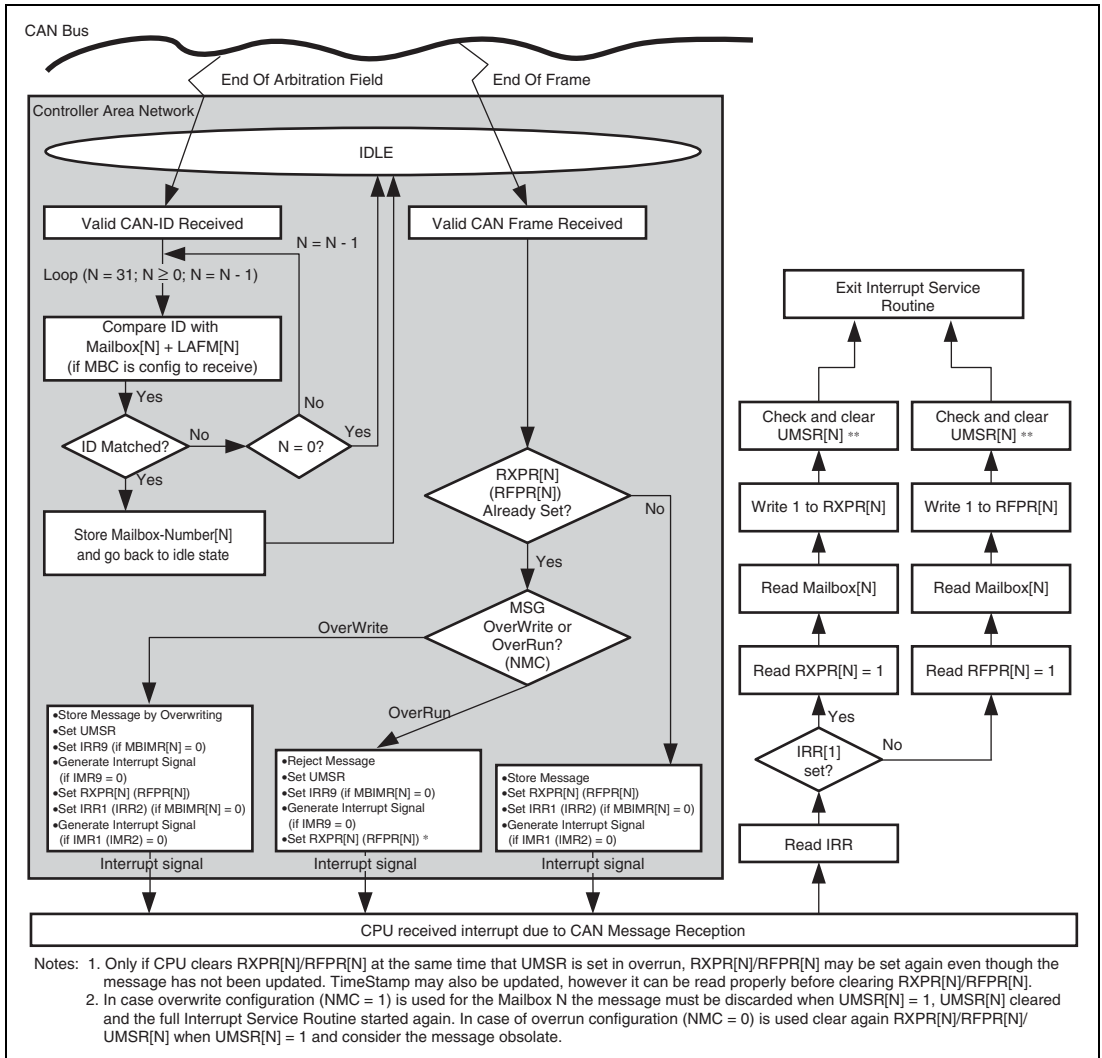 CAN Bus
End Of Arbitration Field
End Of Frame
Controller Area Network
IDLE
Valid CAN-ID Received
Valid CAN Frame Received
N = N - 1
Loop (N = 31; N ≥ 0; N = N - 1)
Compare ID with
Mailbox[N] + LAFM[N]
(if MBC is config to receive)
Yes
No
ID Matched?
No
N = 0?
Yes
Yes
Store Mailbox-Number[N]
and go back to idle state
RXPR[N]
(RFPR[N])
Already Set?
No
Yes
MSG
OverWrite or
OverRun?
(NMC)
OverWrite
OverRun
•Store Message by Overwriting
•Set UMSR
•Set IRR9 (if MBIMR[N] = 0)
•Generate Interrupt Signal
(if IMR9 = 0)
•Set RXPR[N] (RFPR[N])
•Set IRR1 (IRR2) (if MBIMR[N] = 0)
•Generate Interrupt Signal
(if IMR1 (IMR2) = 0)
•Reject Message
•Set UMSR
•Set IRR9 (if MBIMR[N] = 0)
•Generate Interrupt Signal
(if IMR9 = 0)
•Set RXPR[N] (RFPR[N]) *
•Store Message
•Set RXPR[N] (RFPR[N])
•Set IRR1 (IRR2) (if MBIMR[N] = 0)
•Generate Interrupt Signal
(if IMR1 (IMR2) = 0)
Interrupt signal
Interrupt signal
Interrupt signal
Exit Interrupt Service
Routine
Check and clear
UMSR[N] **
Check and clear
UMSR[N] **
Write 1 to RXPR[N]
Write 1 to RFPR[N]
Read Mailbox[N]
Read Mailbox[N]
Read RXPR[N] = 1
Read RFPR[N] = 1
Yes
IRR[1]
set?
No
Read IRR
CPU received interrupt due to CAN Message Reception
Notes: 1. Only if CPU clears RXPR[N]/RFPR[N] at the same time that UMSR is set in overrun, RXPR[N]/RFPR[N] may be set again even though the
message has not been updated. TimeStamp may also be updated, however it can be read properly before clearing RXPR[N]/RFPR[N].
2. In case overwrite configuration (NMC = 1) is used for the Mailbox N the message must be discarded when UMSR[N] = 1, UMSR[N] cleared
and the full Interrupt Service Routine started again. In case of overrun configuration (NMC = 0) is used clear again RXPR[N]/RFPR[N]/
UMSR[N] when UMSR[N] = 1 and consider the message obsolate.